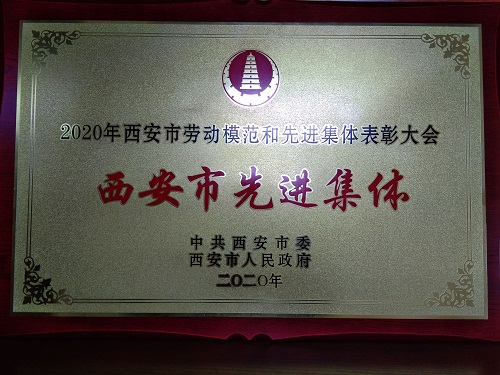 2020年西安市劳动模范和先进集体表彰大会
西安市先进集体
中共西安市委
西安市人民政府
二〇二〇年